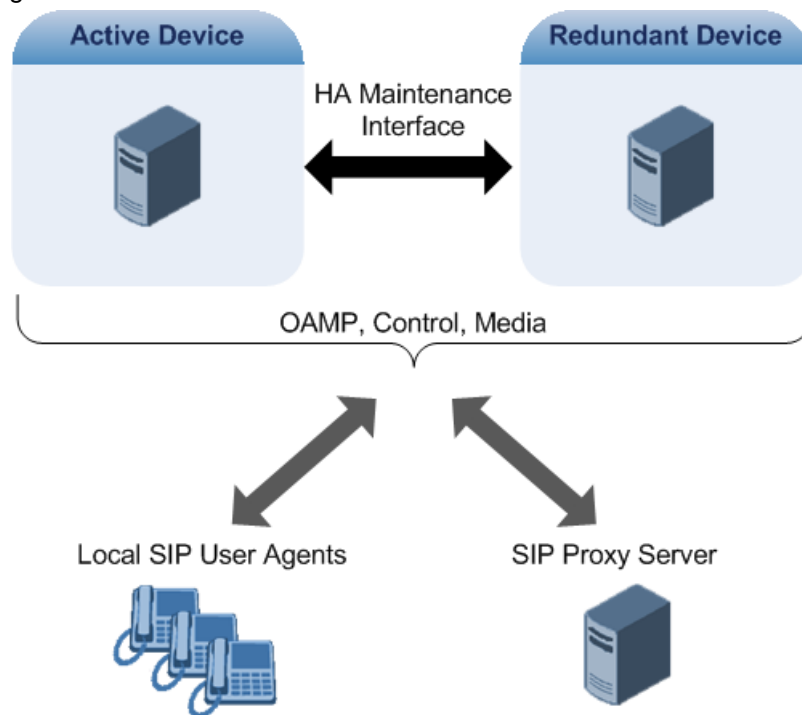 Active Device
Redundant Device
HA Maintenance
Interface
OAMP, Control, Media
Local SIP User Agents
SIP Proxy Server